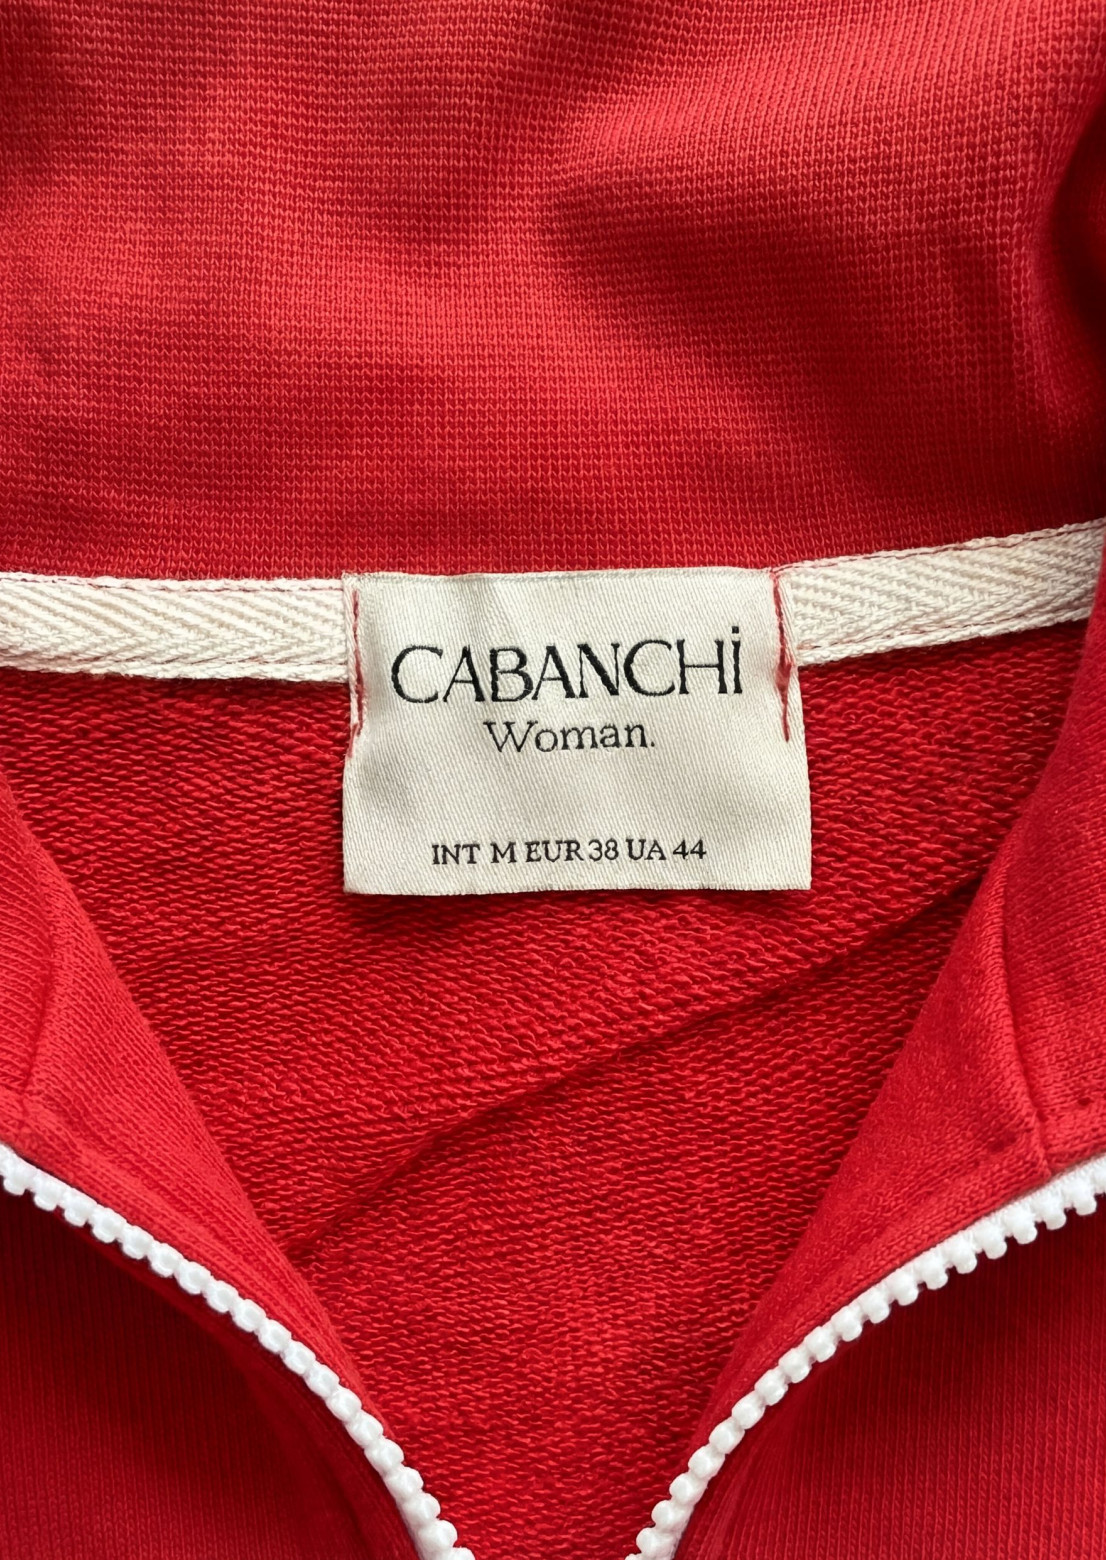 CABANCHi
Woman.
INT M EUR 38 UA 44